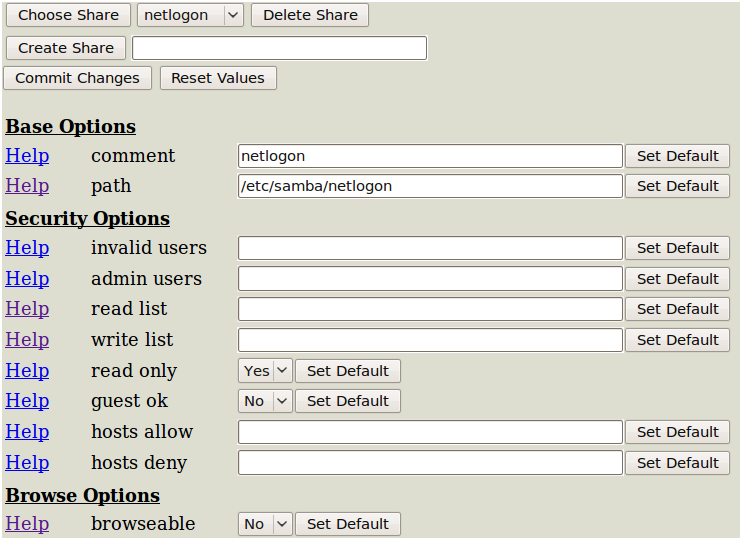 Choose Share netlogon Delete Share
Create Share
Commit Changes Reset Values
Base Options
Help comment netlogon Set Default
Help path /etc/samba/netlogon Set Default
Security Options
Help invalid users Set Default
Help admin users Set Default
Help read list Set Default
Help write list Set Default
Help read only Yes Set Default
Help guest ok No Set Default
Help hosts allow Set Default
Help hosts deny Set Default
Browse Options
Help browseable No Set Default